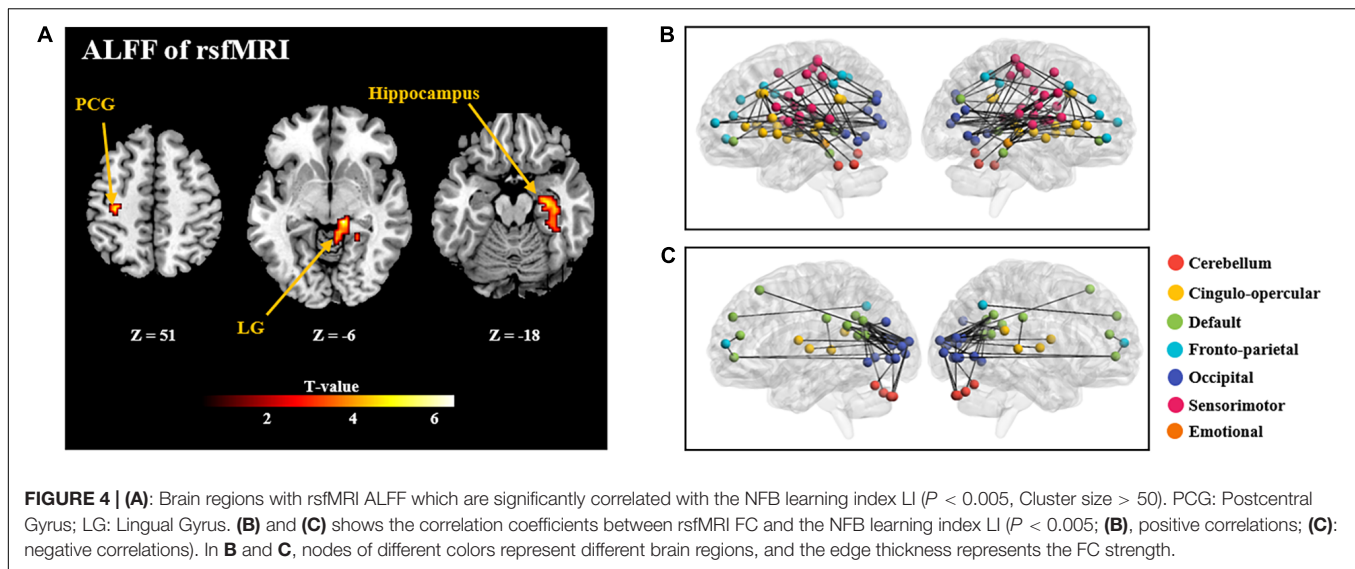 A
ALFF of rsfMRI
PCG
Hippocampus
LG
Z = 51
Z = -6
Z = -18
T-value
2 4 6
B
C
Cerebellum
Cingulo-opercular
Default
Fronto-parietal
Occipital
Sensorimotor
Emotional
FIGURE 4 | (A): Brain regions with rsfMRI ALFF which are significantly correlated with the NFB learning index LI (P < 0.005, Cluster size > 50). PCG: Postcentral
Gyrus; LG: Lingual Gyrus. (B) and (C) shows the correlation coefficients between rsfMRI FC and the NFB learning index LI (P < 0.005; (B), positive correlations; (C):
negative correlations). In B and C, nodes of different colors represent different brain regions, and the edge thickness represents the FC strength.